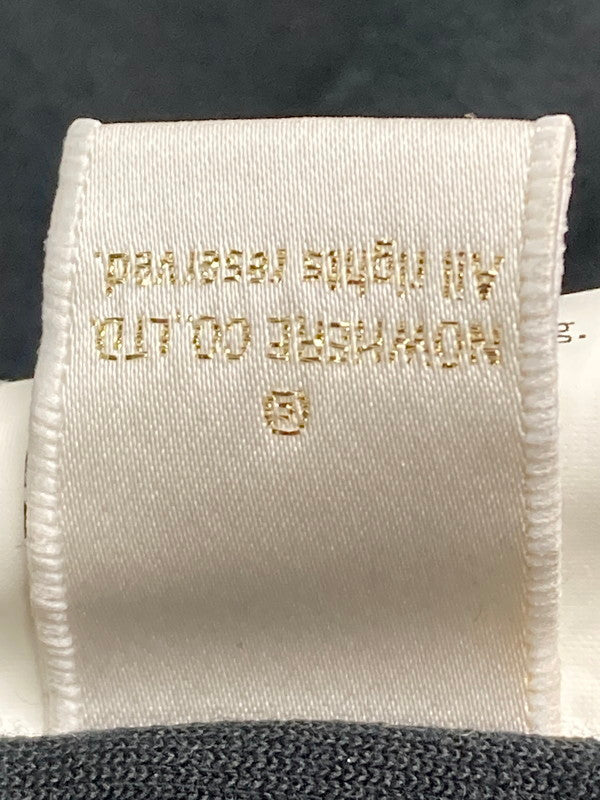 NOWHERE CO.,LTD.
All rights reserved.
g.